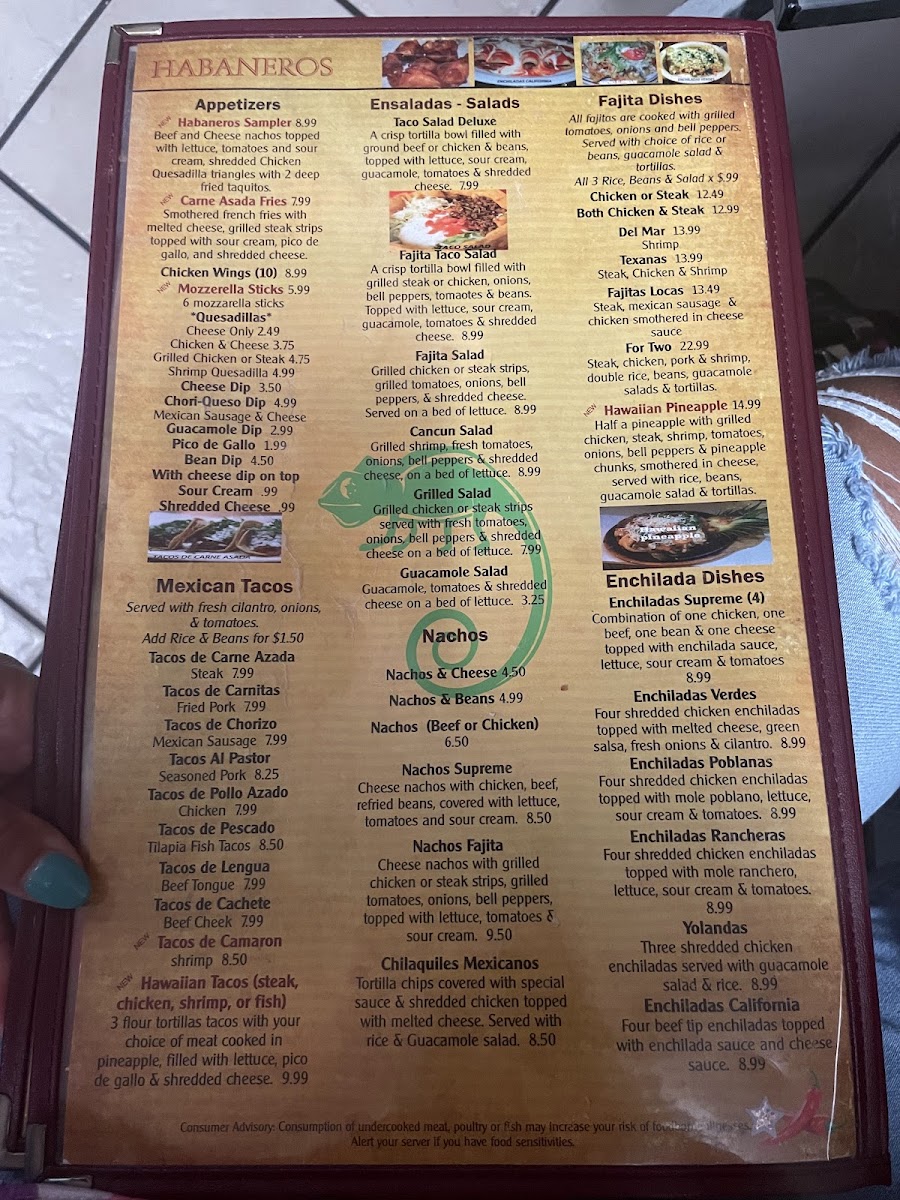 HABANEROS
ENCHILADAS CALIFORNIA
Appetizers
NEW Habaneros Sampler 8.99
Beef and Cheese nachos topped
with lettuce, tomatoes and sour
cream, shredded Chicken
Quesadilla triangles with 2 deep
fried taquitos.
NEW Carne Asada Fries 7.99
Smothered french fries with
melted cheese, grilled steak strips
topped with sour cream, pico de
gallo, and shredded cheese.
Chicken Wings (10) 8.99
NEW Mozzerella Sticks 5.99
6 mozzarella sticks
*Quesadillas*
Cheese Only 2.49
Chicken & Cheese 3.75
Grilled Chicken or Steak 4.75
Shrimp Quesadilla 4.99
Cheese Dip 3.50
Chori-Queso Dip 4.99
Mexican Sausage & Cheese
Guacamole Dip 2.99
Pico de Gallo 1.99
Bean Dip 4.50
With cheese dip on top
Sour Cream .99
Shredded Cheese .99
TACOS DE CARNE ASADA
Mexican Tacos
Served with fresh cilantro, onions,
& tomatoes.
Add Rice & Beans for $1.50
Tacos de Carne Azada
Steak 7.99
Tacos de Carnitas
Fried Pork 7.99
Tacos de Chorizo
Mexican Sausage 7.99
Tacos Al Pastor
Seasoned Pork 8.25
Tacos de Pollo Azado
Chicken 7.99
Tacos de Pescado
Tilapia Fish Tacos 8.50
Tacos de Lengua
Beef Tongue 7.99
Tacos de Cachete
Beef Cheek 7.99
NEW Tacos de Camaron
shrimp 8.50
NEW Hawaiian Tacos (steak,
chicken, shrimp, or fish)
3 flour tortillas tacos with your
choice of meat cooked in
pineapple, filled with lettuce, pico
de gallo & shredded cheese. 9.99
Ensaladas - Salads
Taco Salad Deluxe
A crisp tortilla bowl filled with
ground beef or chicken & beans,
topped with lettuce, sour cream,
guacamole, tomatoes & shredded
cheese. 7.99
TACO SALAD
Fajita Taco Salad
A crisp tortilla bowl filled with
grilled steak or chicken, onions,
bell peppers, tomaotes & beans.
Topped with lettuce, sour cream,
guacamole, tomatoes & shredded
cheese. 8.99
Fajita Salad
Grilled chicken or steak strips,
grilled tomatoes, onions, bell
peppers, & shredded cheese.
Served on a bed of lettuce. 8.99
Cancun Salad
Grilled shrimp, fresh tomatoes,
onions, bell peppers & shredded
cheese, on a bed of lettuce. 8.99
Grilled Salad
Grilled chicken or steak strips
served with fresh tomatoes,
onions, bell peppers & shredded
cheese on a bed of lettuce. 7.99
Guacamole Salad
Guacamole, tomatoes & shredded
cheese on a bed of lettuce. 3.25
Nachos
Nachos & Cheese 4.50
Nachos & Beans 4.99
Nachos (Beef or Chicken)
6.50
Nachos Supreme
Cheese nachos with chicken, beef,
refried beans, covered with lettuce,
tomatoes and sour cream. 8.50
Nachos Fajita
Cheese nachos with grilled
chicken or steak strips, grilled
tomatoes, onions, bell peppers,
topped with lettuce, tomatoes &
sour cream. 9.50
Chilaquiles Mexicanos
Tortilla chips covered with special
sauce & shredded chicken topped
with melted cheese. Served with
rice & Guacamole salad. 8.50
Fajita Dishes
All fajitas are cooked with grilled
tomatoes, onions and bell peppers.
Served with choice of rice or
beans, guacamole salad &
tortillas.
All 3 Rice, Beans & Salad x $.99
Chicken or Steak 12.49
Both Chicken & Steak 12.99
Del Mar 13.99
Shrimp
Texanas 13.99
Steak, Chicken & Shrimp
Fajitas Locas 13.49
Steak, mexican sausage &
chicken smothered in cheese
sauce
For Two 22.99
Steak, chicken, pork & shrimp,
double rice, beans, guacamole
salads & tortillas.
NEW Hawaiian Pineapple 14.99
Half a pineapple with grilled
chicken, steak, shrimp, tomatoes,
onions, bell peppers & pineapple
chunks, smothered in cheese,
served with rice, beans,
guacamole salad & tortillas.
Hawaiian
pineapple
Enchilada Dishes
Enchiladas Supreme (4)
Combination of one chicken, one
beef, one bean & one cheese
topped with enchilada sauce,
lettuce, sour cream & tomatoes
8.99
Enchiladas Verdes
Four shredded chicken enchiladas
topped with melted cheese, green
salsa, fresh onions & cilantro. 8.99
Enchiladas Poblanas
Four shredded chicken enchiladas
topped with mole poblano, lettuce,
sour cream & tomatoes. 8.99
Enchiladas Rancheras
Four shredded chicken enchiladas
topped with mole ranchero,
lettuce, sour cream & tomatoes.
8.99
Yolandas
Three shredded chicken
enchiladas served with guacamole
salad & rice. 8.99
Enchiladas California
Four beef tip enchiladas topped
with enchilada sauce and cheese
sauce. 8.99
Consumer Advisory: Consumption of undercooked meat, poultry or fish may increase your risk of
Alert your server if you have food sensitivities.